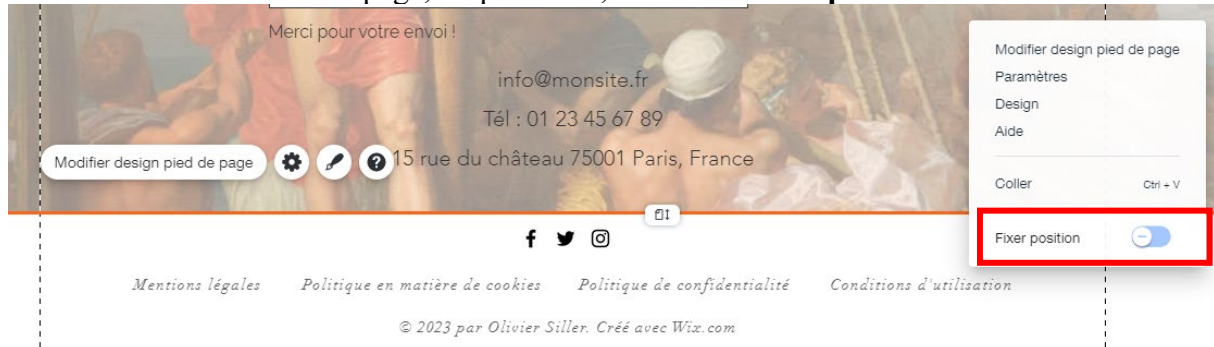 Merci pour votre envoi !
info@monsite.fr
Tél : 01 23 45 67 89
15 rue du château 75001 Paris, France
Modifier design pied de page
Modifier design pied de page
Paramètres
Design
Aide
Coller Ctrl + V
Fixer position
Mentions légales Politique en matière de cookies Politique de confidentialité Conditions d'utilisation
© 2023 par Olivier Siller. Créé avec Wix.com